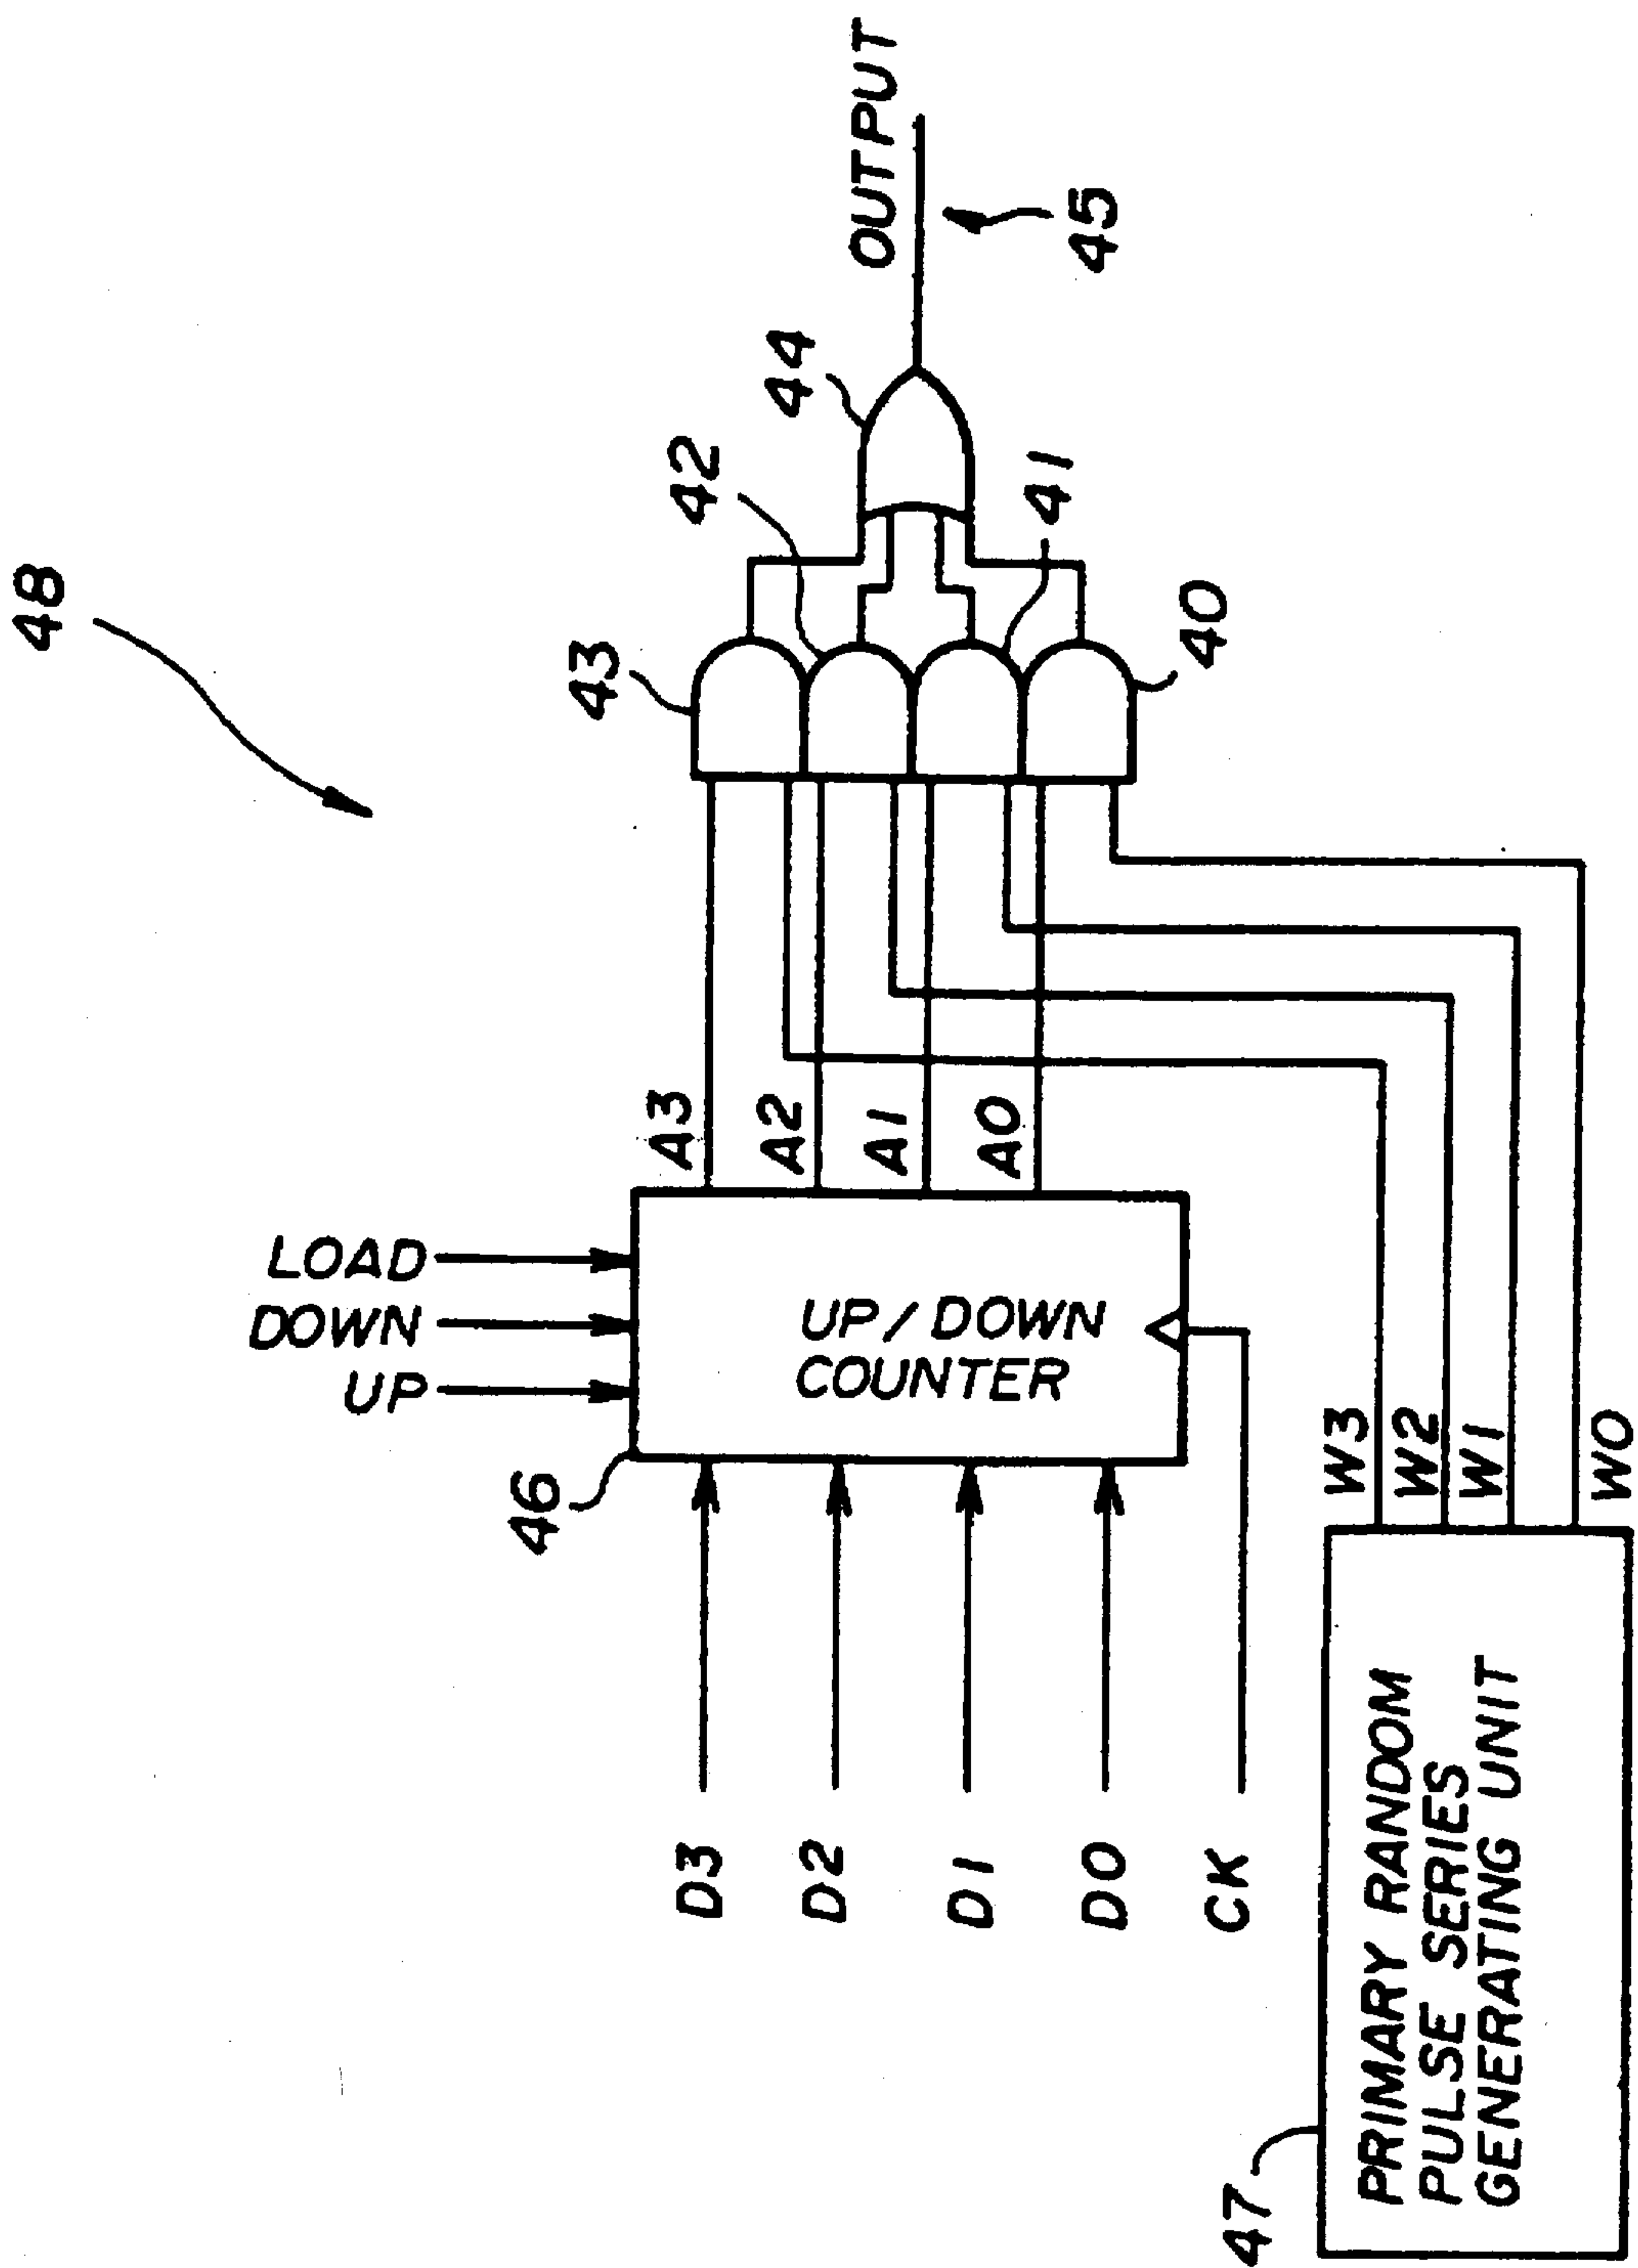 48
LOAD
DOWN
UP
46
D3
D2
D1
D0
CK
UP/DOWN
COUNTER
A3
A2
A1
A0
43
42
41
40
44
OUTPUT
45
47
PRIMARY RANDOM
PULSE SERIES
GENERATING UNIT
W3
W2
W1
W0